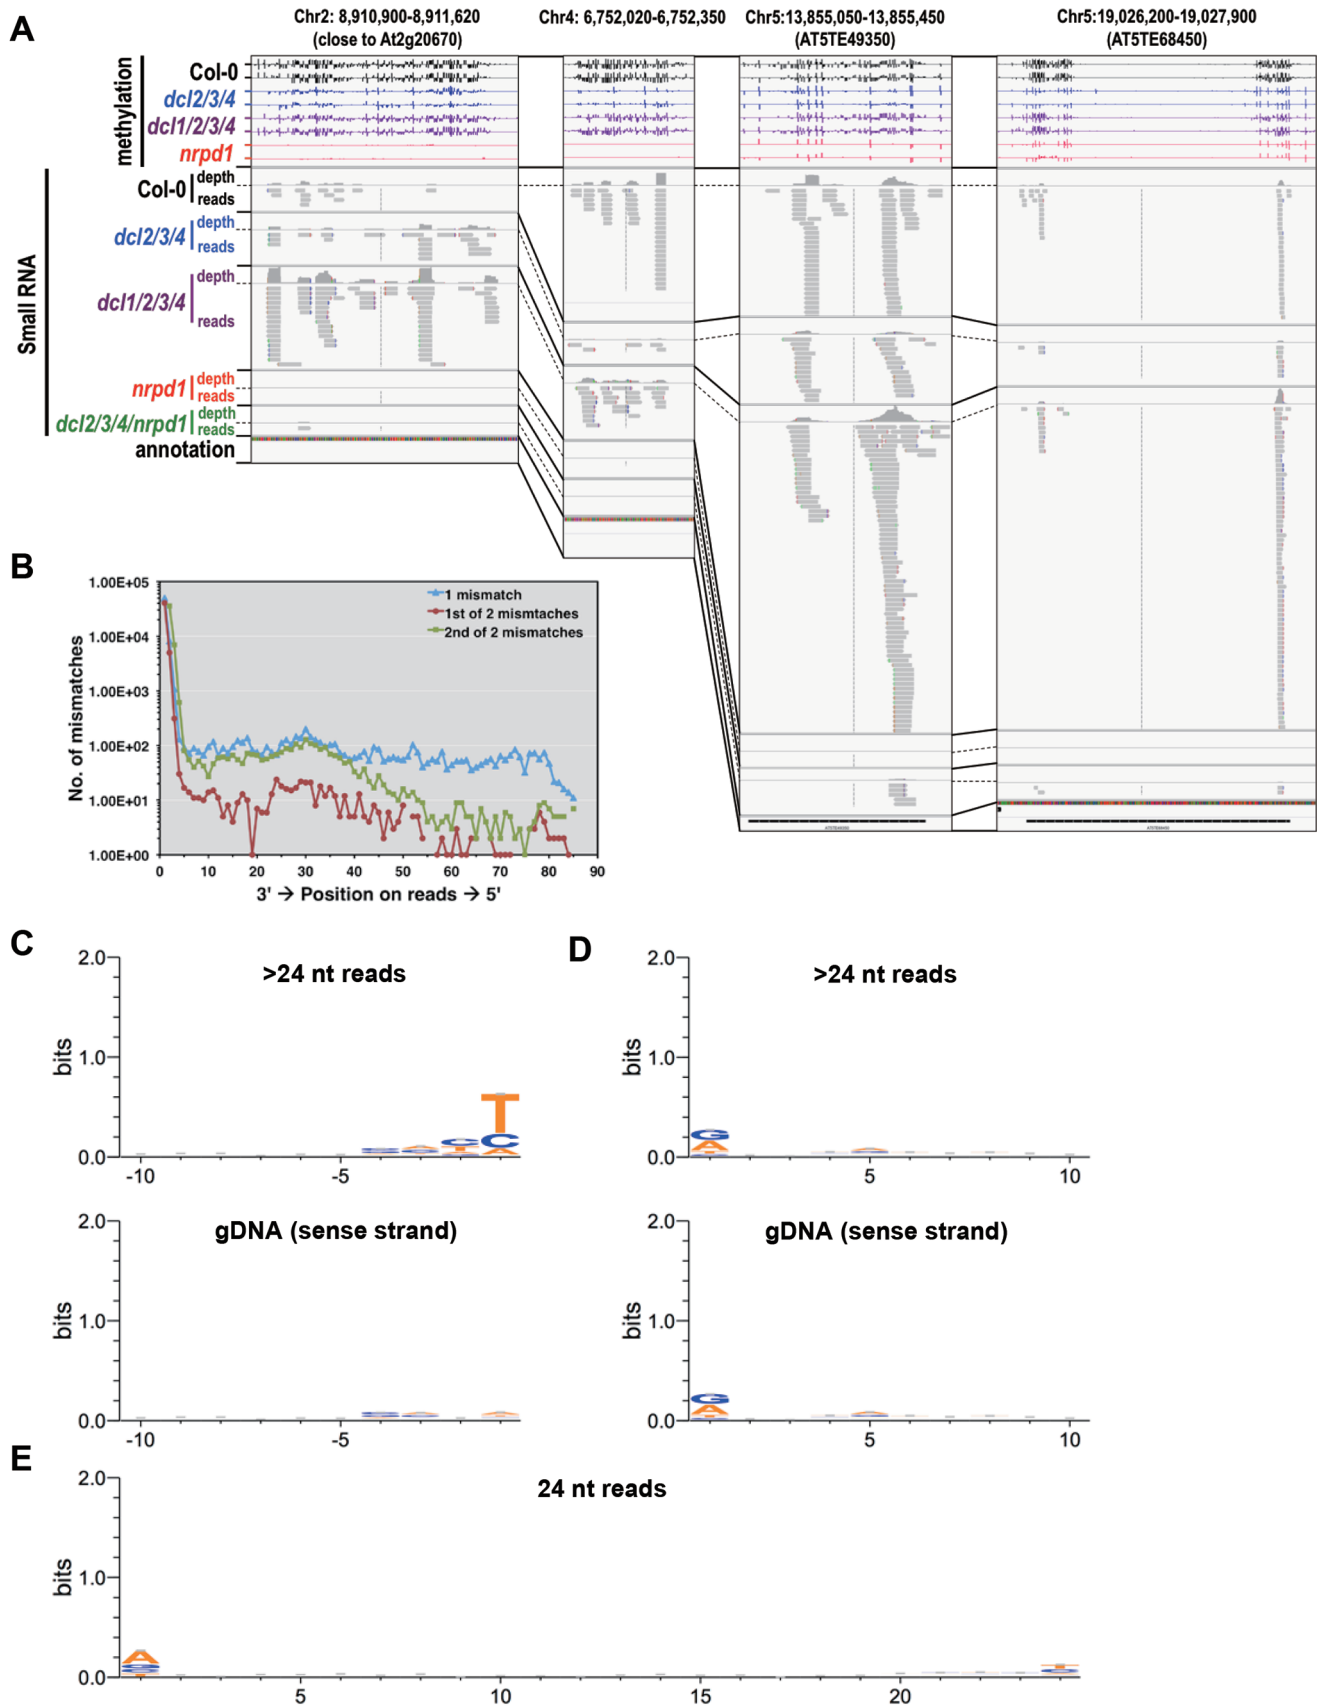 A
Chr2: 8,910,900-8,911,620
(close to At2g20670)
Chr4: 6,752,020-6,752,350
Chr5:13,855,050-13,855,450
(AT5TE49350)
Chr5:19,026,200-19,027,900
(AT5TE68450)
methylation
Col-0
dcl2/3/4
dcl1/2/3/4
nrpd1
Small RNA
Col-0
depth
reads
dcl2/3/4
depth
reads
dcl1/2/3/4
depth
reads
nrpd1
depth
reads
dcl2/3/4/nrpd1
depth
reads
annotation
AT5TE49350
AT5TE68450
B
No. of mismatches
1.00E+05
1.00E+04
1.00E+03
1.00E+02
1.00E+01
1.00E+00
1 mismatch
1st of 2 mismtaches
2nd of 2 mismatches
0 10 20 30 40 50 60 70 80 90
3' → Position on reads → 5'
C
>24 nt reads
bits
2.0
1.0
0.0
T
C
A
C
-10 -5
D
>24 nt reads
bits
2.0
1.0
0.0
G
A
5 10
gDNA (sense strand)
bits
2.0
1.0
0.0
-10 -5
gDNA (sense strand)
bits
2.0
1.0
0.0
G
A
5 10
E
24 nt reads
bits
2.0
1.0
0.0
A
5 10 15 20